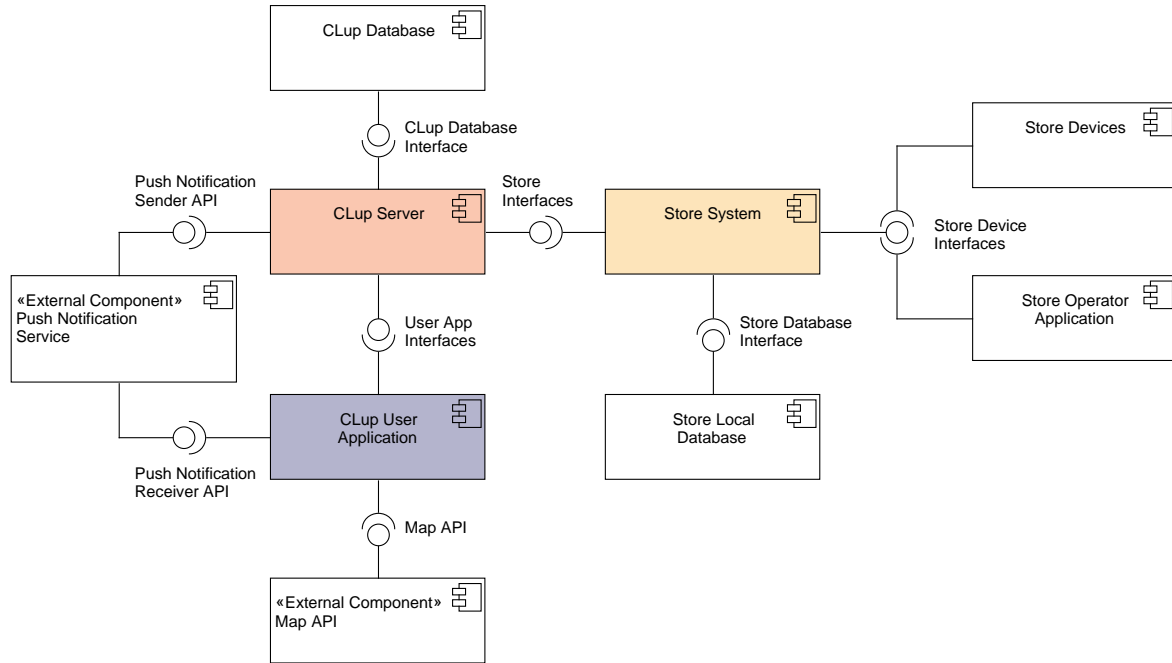 CLup Database
CLup Database
Interface
Store Devices
Push Notification
Sender API
CLup Server
Store
Interfaces
Store System
Store Device
Interfaces
«External Component»
Push Notification
Service
User App
Interfaces
Store Database
Interface
Store Operator
Application
CLup User
Application
Store Local
Database
Push Notification
Receiver API
Map API
«External Component»
Map API